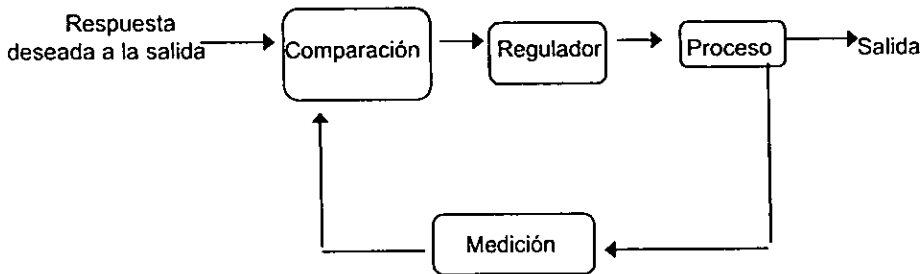 Respuesta
deseada a la salida
Comparación
Regulador
Proceso
Salida
Medición